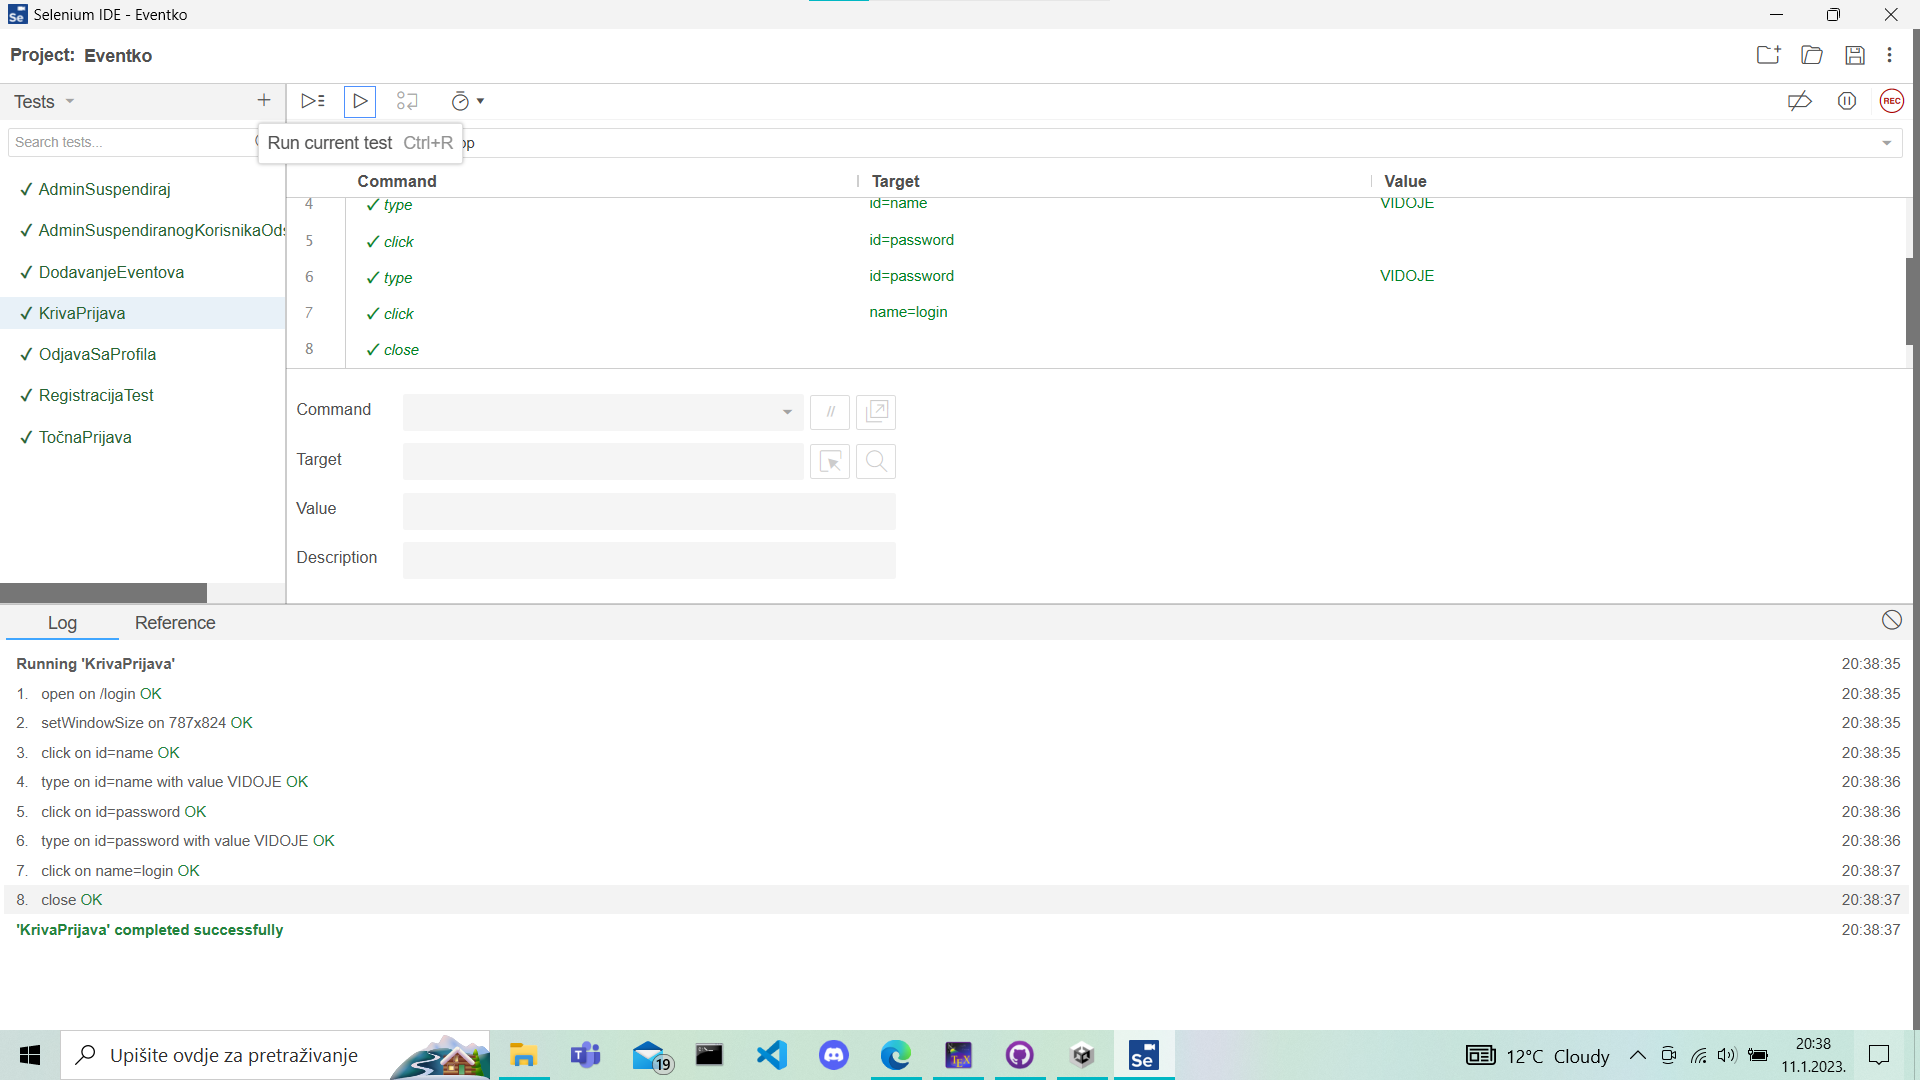 Selenium IDE - Eventko
Project: Eventko
Tests
Search tests...
Run current test Ctrl+R
Command Target Value
4 ✓ type id=name VIDOJE
5 ✓ click id=password
6 ✓ type id=password VIDOJE
7 ✓ click name=login
8 ✓ close
✓ AdminSuspendiraj
✓ AdminSuspendiranogKorisnikaOds
✓ DodavanjeEventova
✓ KrivaPrijava
✓ OdjavaSaProfila
✓ RegistracijaTest
✓ TočnaPrijava
REC
Command
//
Target
Value
Description
Log Reference
Running 'KrivaPrijava' 20:38:35
1. open on /login OK 20:38:35
2. setWindowSize on 787x824 OK 20:38:35
3. click on id=name OK 20:38:35
4. type on id=name with value VIDOJE OK 20:38:36
5. click on id=password OK 20:38:36
6. type on id=password with value VIDOJE OK 20:38:36
7. click on name=login OK 20:38:37
8. close OK 20:38:37
'KrivaPrijava' completed successfully 20:38:37
Upišite ovdje za pretraživanje
19
TEX
Se
12°C Cloudy
20:38
11.1.2023.